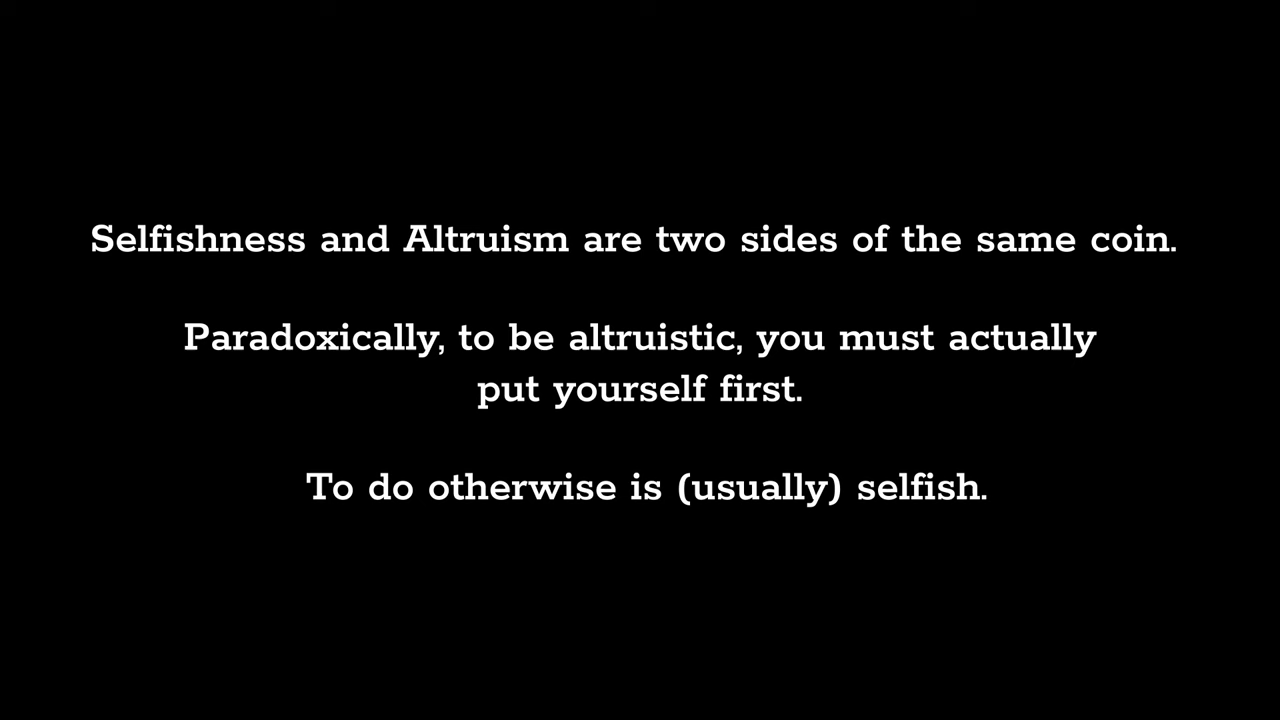 Selfishness and Altruism are two sides of the same coin.
Paradoxically, to be altruistic, you must actually
put yourself first.
To do otherwise is (usually) selfish.